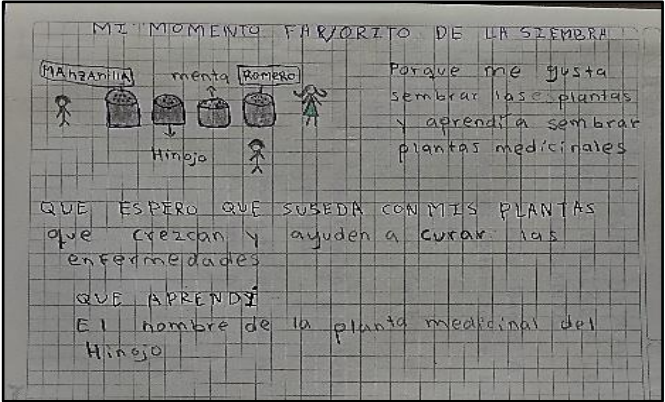 MI MOMENTO FARVORITO DE LA SIEMBRA
MAnzAnillA
menta
ROMERO
Hinojo
Porque me gusta
sembrar lase plantas
y aprendi a sembrar
plantas medicinales
QUE ESPERO QUE SUSEDA CON MIS PLANTAS
que crezcan y ayuden a curar las
enfermedades
QUE APRENDÍ
El nombre de la planta medicinal del
Hinojo